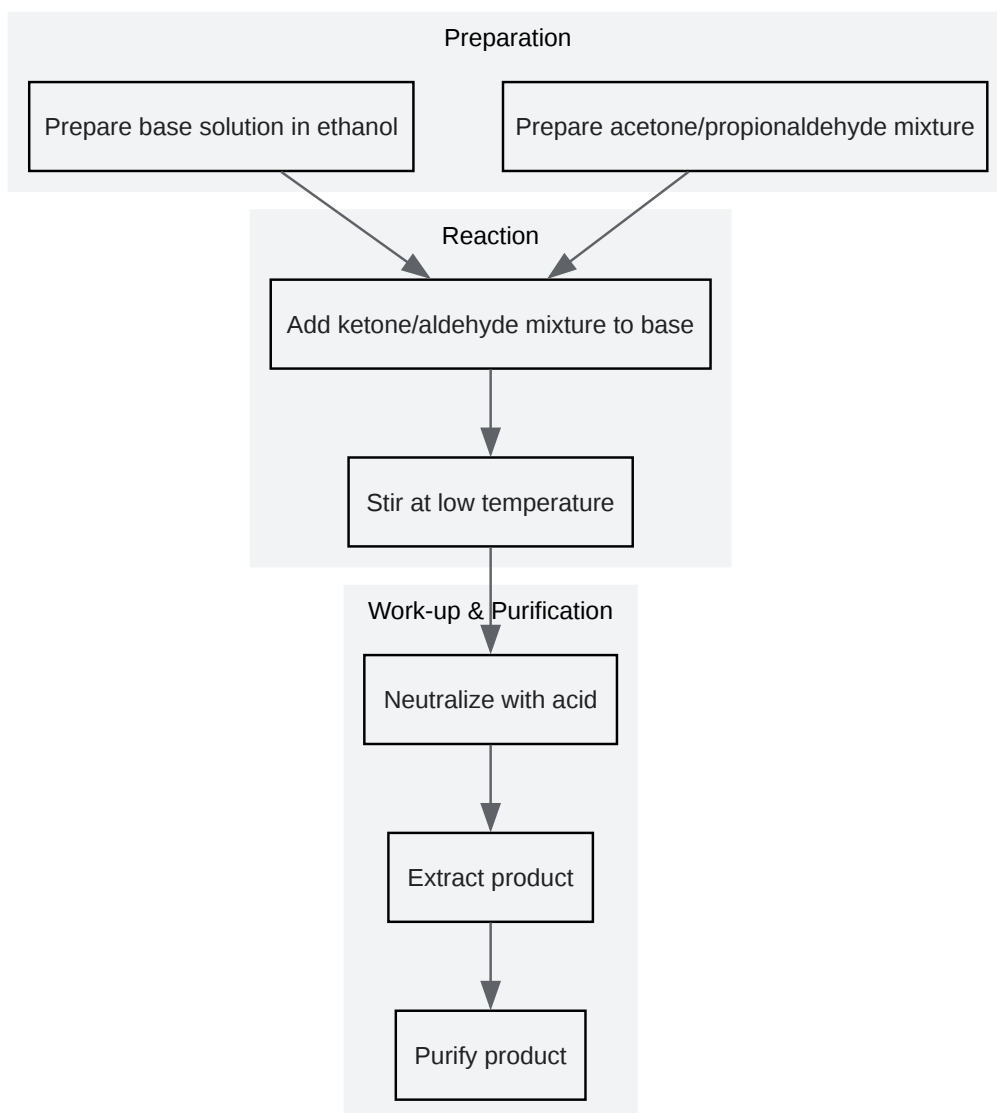 Preparation
Prepare base solution in ethanol
Prepare acetone/propionaldehyde mixture
Reaction
Add ketone/aldehyde mixture to base
Stir at low temperature
Work-up & Purification
Neutralize with acid
Extract product
Purify product